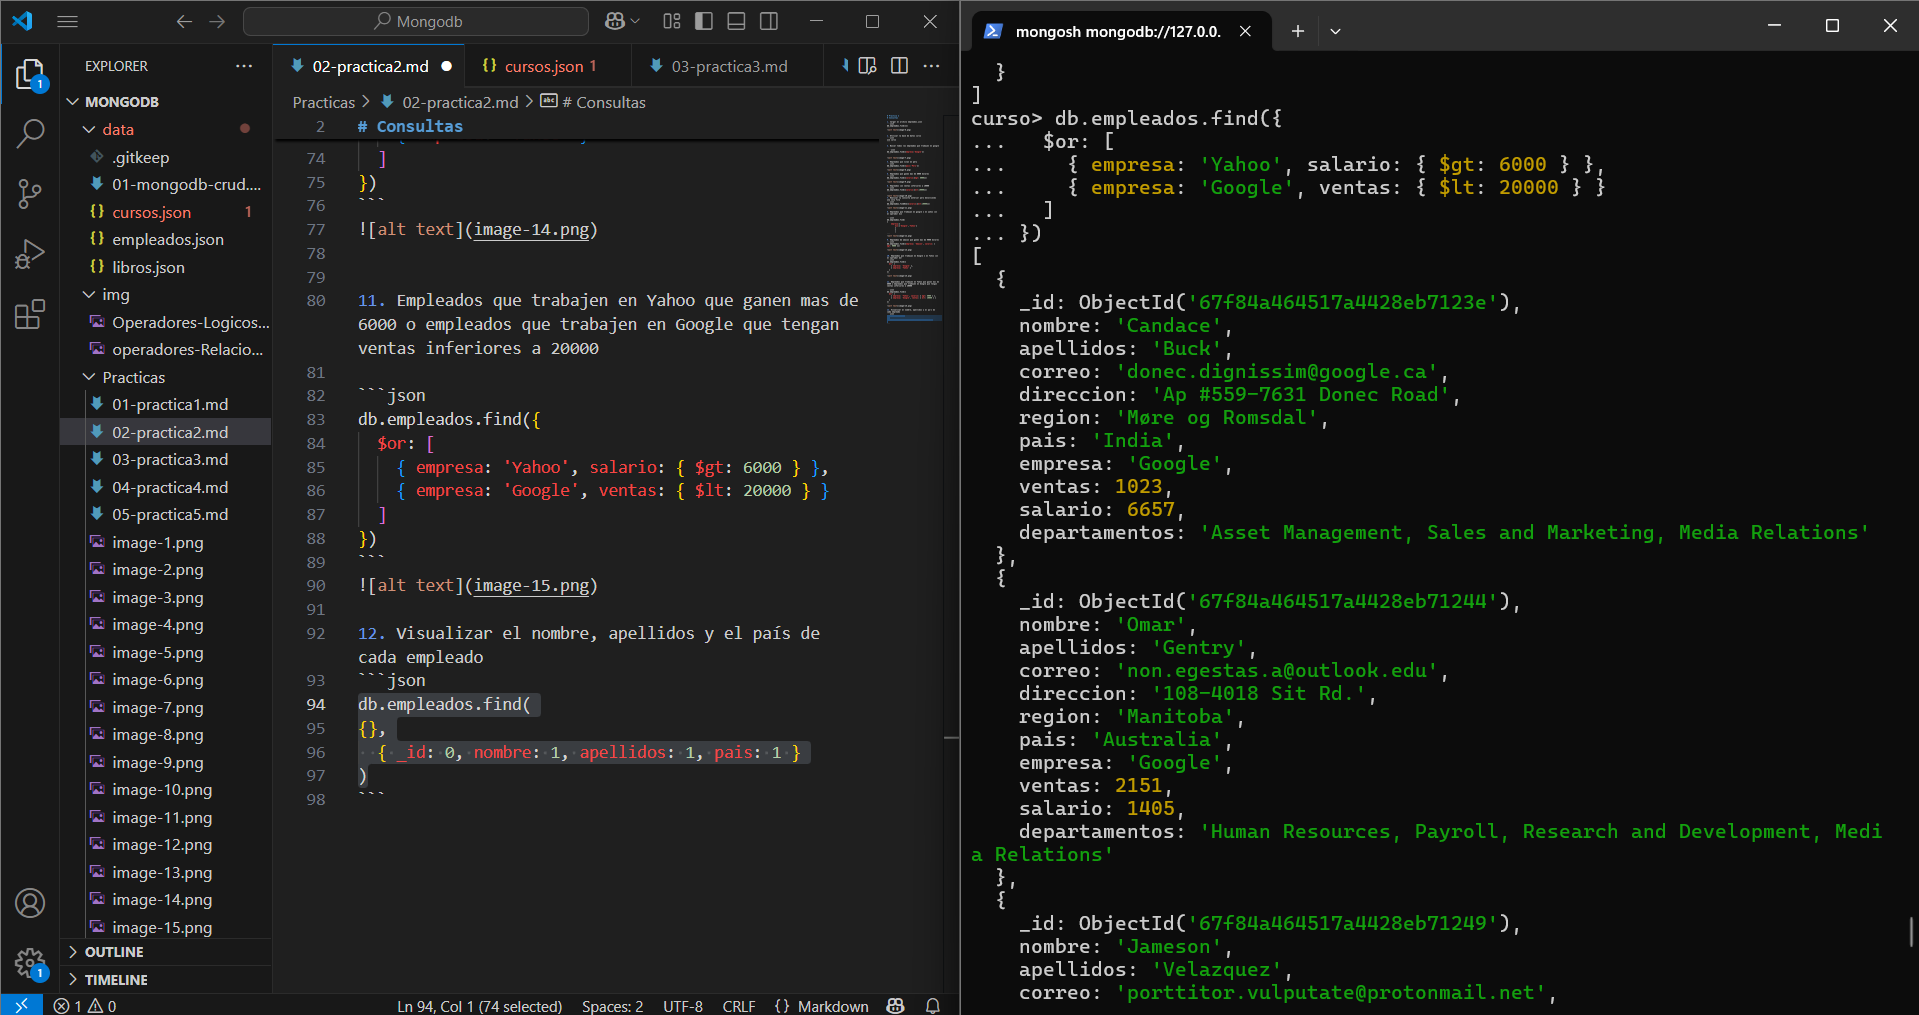 Mongodb
EXPLORER
MONGODB
data
.gitkeep
01-mongodb-crud....
cursos.json 1
empleados.json
libros.json
img
Operadores-Logicos...
operadores-Relacio...
Practicas
01-practica1.md
02-practica2.md
03-practica3.md
04-practica4.md
05-practica5.md
image-1.png
image-2.png
image-3.png
image-4.png
image-5.png
image-6.png
image-7.png
image-8.png
image-9.png
image-10.png
image-11.png
image-12.png
image-13.png
image-14.png
image-15.png
OUTLINE
TIMELINE
1
1
02-practica2.md
cursos.json 1
03-practica3.md
Practicas > 02-practica2.md > # Consultas
2 # Consultas
74 ]
75 })
76 ```
77 ![alt text](image-14.png)
78
79
80 11. Empleados que trabajen en Yahoo que ganen mas de
6000 o empleados que trabajen en Google que tengan
ventas inferiores a 20000
81
82 ```json
83 db.empleados.find({
84 $or: [
85 { empresa: 'Yahoo', salario: { $gt: 6000 } },
86 { empresa: 'Google', ventas: { $lt: 20000 } }
87 ]
88 })
89 ```
90 ![alt text](image-15.png)
91
92 12. Visualizar el nombre, apellidos y el país de
cada empleado
93 ```json
94 db.empleados.find(
95 {},
96 { _id: 0, nombre: 1, apellidos: 1, pais: 1 }
97 )
98 ```
1 0
Ln 94, Col 1 (74 selected)
Spaces: 2
UTF-8
CRLF
{ } Markdown
mongosh mongodb://127.0.0.
}
]
curso> db.empleados.find({
... $or: [
... { empresa: 'Yahoo', salario: { $gt: 6000 } },
... { empresa: 'Google', ventas: { $lt: 20000 } }
... ]
... })
[
{
_id: ObjectId('67f84a464517a4428eb7123e'),
nombre: 'Candace',
apellidos: 'Buck',
correo: 'donec.dignissim@google.ca',
direccion: 'Ap #559-7631 Donec Road',
region: 'Møre og Romsdal',
pais: 'India',
empresa: 'Google',
ventas: 1023,
salario: 6657,
departamentos: 'Asset Management, Sales and Marketing, Media Relations'
},
{
_id: ObjectId('67f84a464517a4428eb71244'),
nombre: 'Omar',
apellidos: 'Gentry',
correo: 'non.egestas.a@outlook.edu',
direccion: '108-4018 Sit Rd.',
region: 'Manitoba',
pais: 'Australia',
empresa: 'Google',
ventas: 2151,
salario: 1405,
departamentos: 'Human Resources, Payroll, Research and Development, Medi
a Relations'
},
{
_id: ObjectId('67f84a464517a4428eb71249'),
nombre: 'Jameson',
apellidos: 'Velazquez',
correo: 'porttitor.vulputate@protonmail.net',